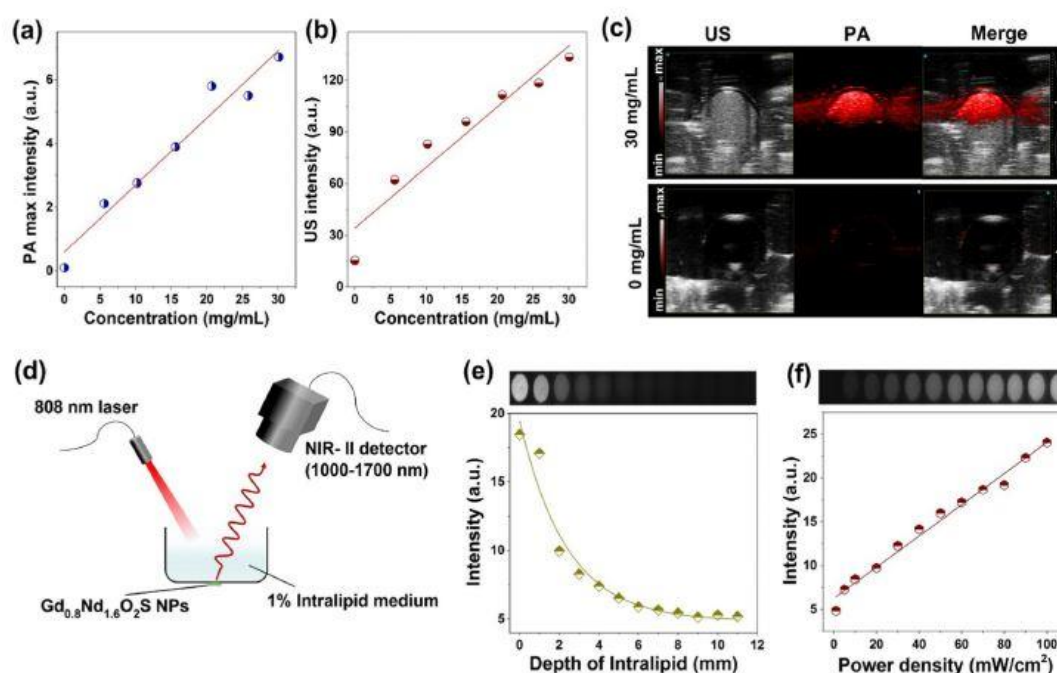 (a)
PA max intensity (a.u.)
6
4
2
0
0 5 10 15 20 25 30
Concentration (mg/mL)
(b)
US intensity (a.u.)
120
90
60
30
0
0 5 10 15 20 25 30
Concentration (mg/mL)
(c)
US PA Merge
30 mg/mL
max
min
0 mg/mL
max
min
(d)
808 nm laser
NIR- II detector
(1000-1700 nm)
Gd0.8Nd1.6O2S NPs
1% Intralipid medium
(e)
Intensity (a.u.)
20
15
10
5
0 2 4 6 8 10 12
Depth of Intralipid (mm)
(f)
Intensity (a.u.)
25
20
15
10
5
0 20 40 60 80 100
Power density (mW/cm2)